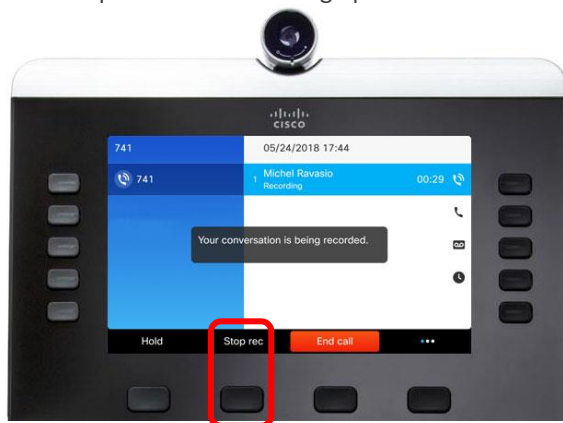 cisco
741
05/24/2018 17:44
741
1 Michel Ravasio
Recording
00:29
Your conversation is being recorded.
Hold
Stop rec
End call